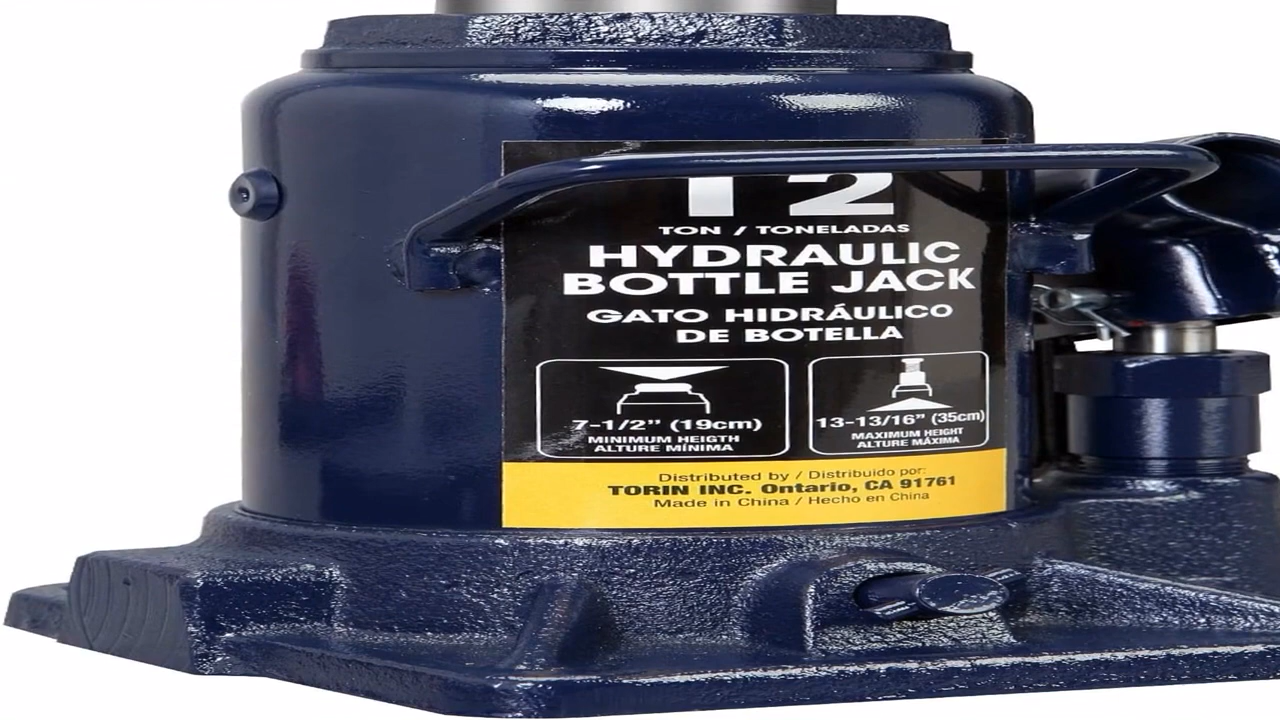 12
TON / TONELADAS
HYDRAULIC
BOTTLE JACK
GATO HIDRÁULICO
DE BOTELLA
7-1/2” (19cm)
MINIMUM HEIGTH
ALTURE MÍNIMA
13-13/16” (35cm)
MAXIMUM HEIGHT
ALTURE MÁXIMA
Distributed by / Distribuido por:
TORIN INC. Ontario, CA 91761
Made in China / Hecho en China